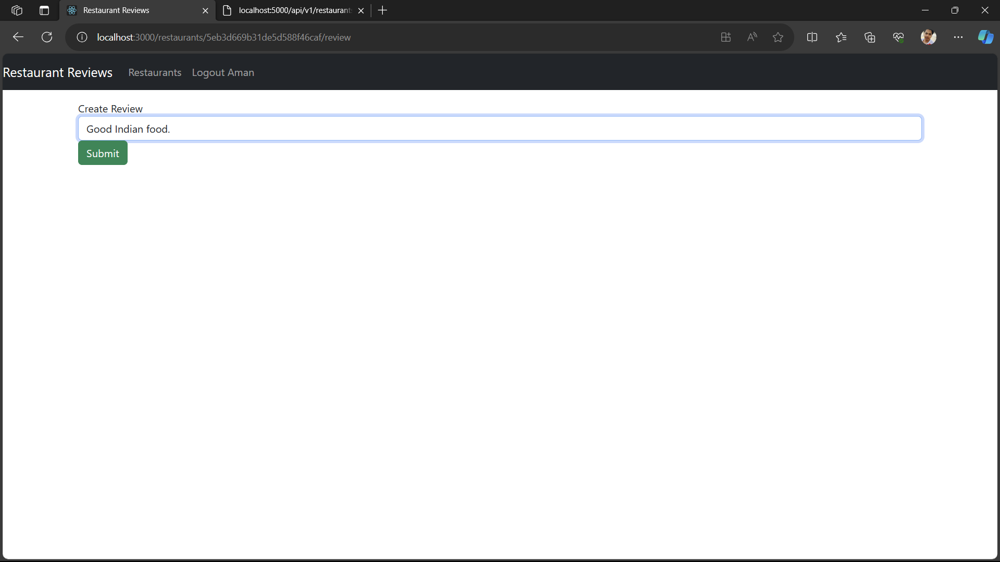 Restaurant Reviews
localhost:5000/api/v1/restaurant
localhost:3000/restaurants/5eb3d669b31de5d588f46caf/review
Restaurant Reviews Restaurants Logout Aman
Create Review
Good Indian food.
Submit